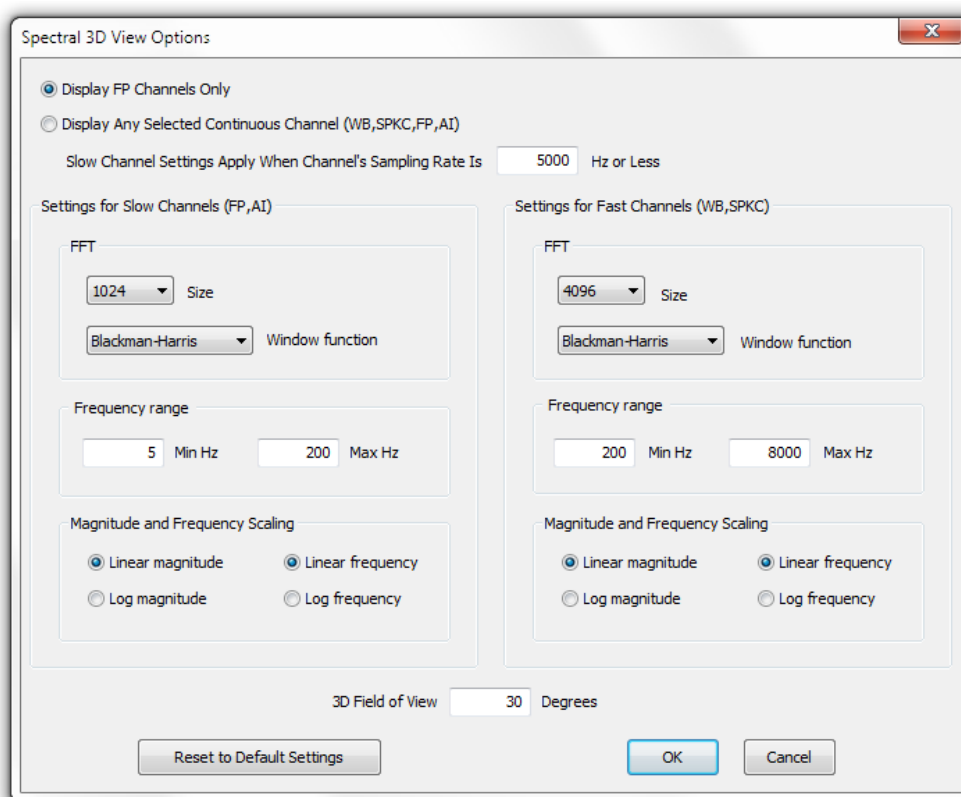 Spectral 3D View Options
Display FP Channels Only
Display Any Selected Continuous Channel (WB,SPKC,FP,AI)
Slow Channel Settings Apply When Channel's Sampling Rate Is 5000 Hz or Less
Settings for Slow Channels (FP,AI)
FFT
1024 Size
Blackman-Harris Window function
Frequency range
5 Min Hz 200 Max Hz
Magnitude and Frequency Scaling
Linear magnitude Linear frequency
Log magnitude Log frequency
Settings for Fast Channels (WB,SPKC)
FFT
4096 Size
Blackman-Harris Window function
Frequency range
200 Min Hz 8000 Max Hz
Magnitude and Frequency Scaling
Linear magnitude Linear frequency
Log magnitude Log frequency
3D Field of View 30 Degrees
Reset to Default Settings OK Cancel